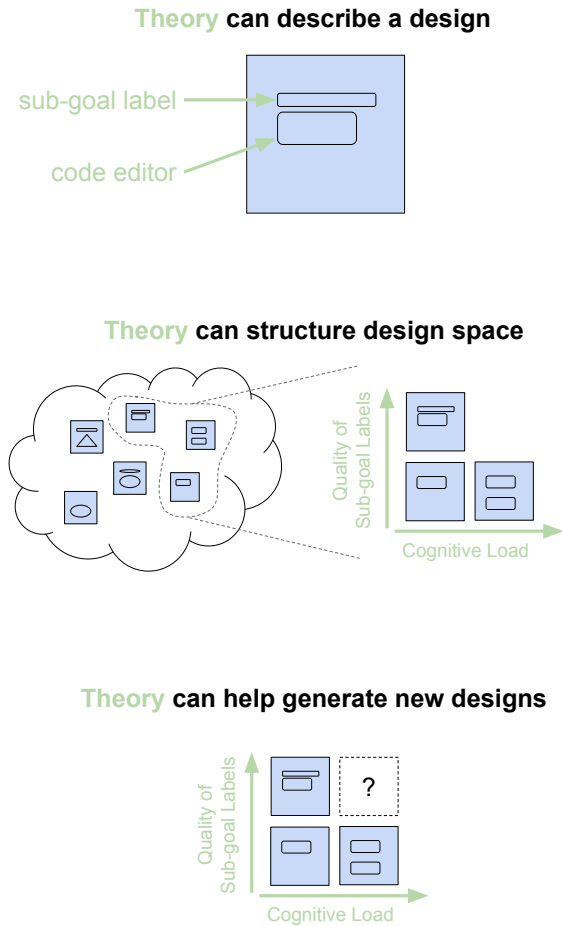 Theory can describe a design
sub-goal label
code editor
Theory can structure design space
Quality of
Sub-goal Labels
Cognitive Load
Theory can help generate new designs
Quality of
Sub-goal Labels
?
Cognitive Load